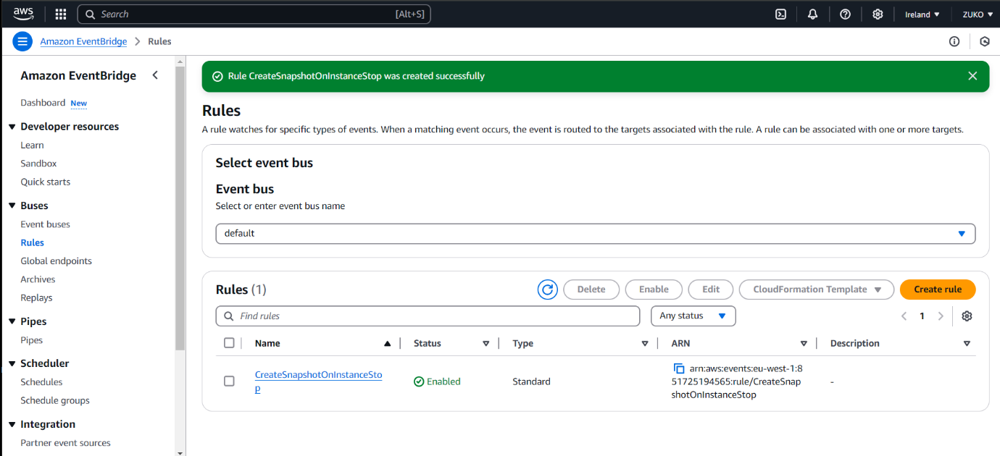 aws
Search [Alt+S] Ireland ZUKO
Amazon EventBridge Rules
Amazon EventBridge
Dashboard New
Developer resources
Learn
Sandbox
Quick starts
Buses
Event buses
Rules
Global endpoints
Archives
Replays
Pipes
Pipes
Scheduler
Schedules
Schedule groups
Integration
Partner event sources
Rule CreateSnapshotOnInstanceStop was created successfully
Rules
A rule watches for specific types of events. When a matching event occurs, the event is routed to the targets associated with the rule. A rule can be associated with one or more targets.
Select event bus
Event bus
Select or enter event bus name
default
Rules (1) Delete Enable Edit CloudFormation Template Create rule
Find rules Any status 1
Name Status Type ARN Description
CreateSnapshotOnInstanceSto
p
Enabled
Standard
arn:aws:events:eu-west-1:8
51725194565:rule/CreateSnap
shotOnInstanceStop
-